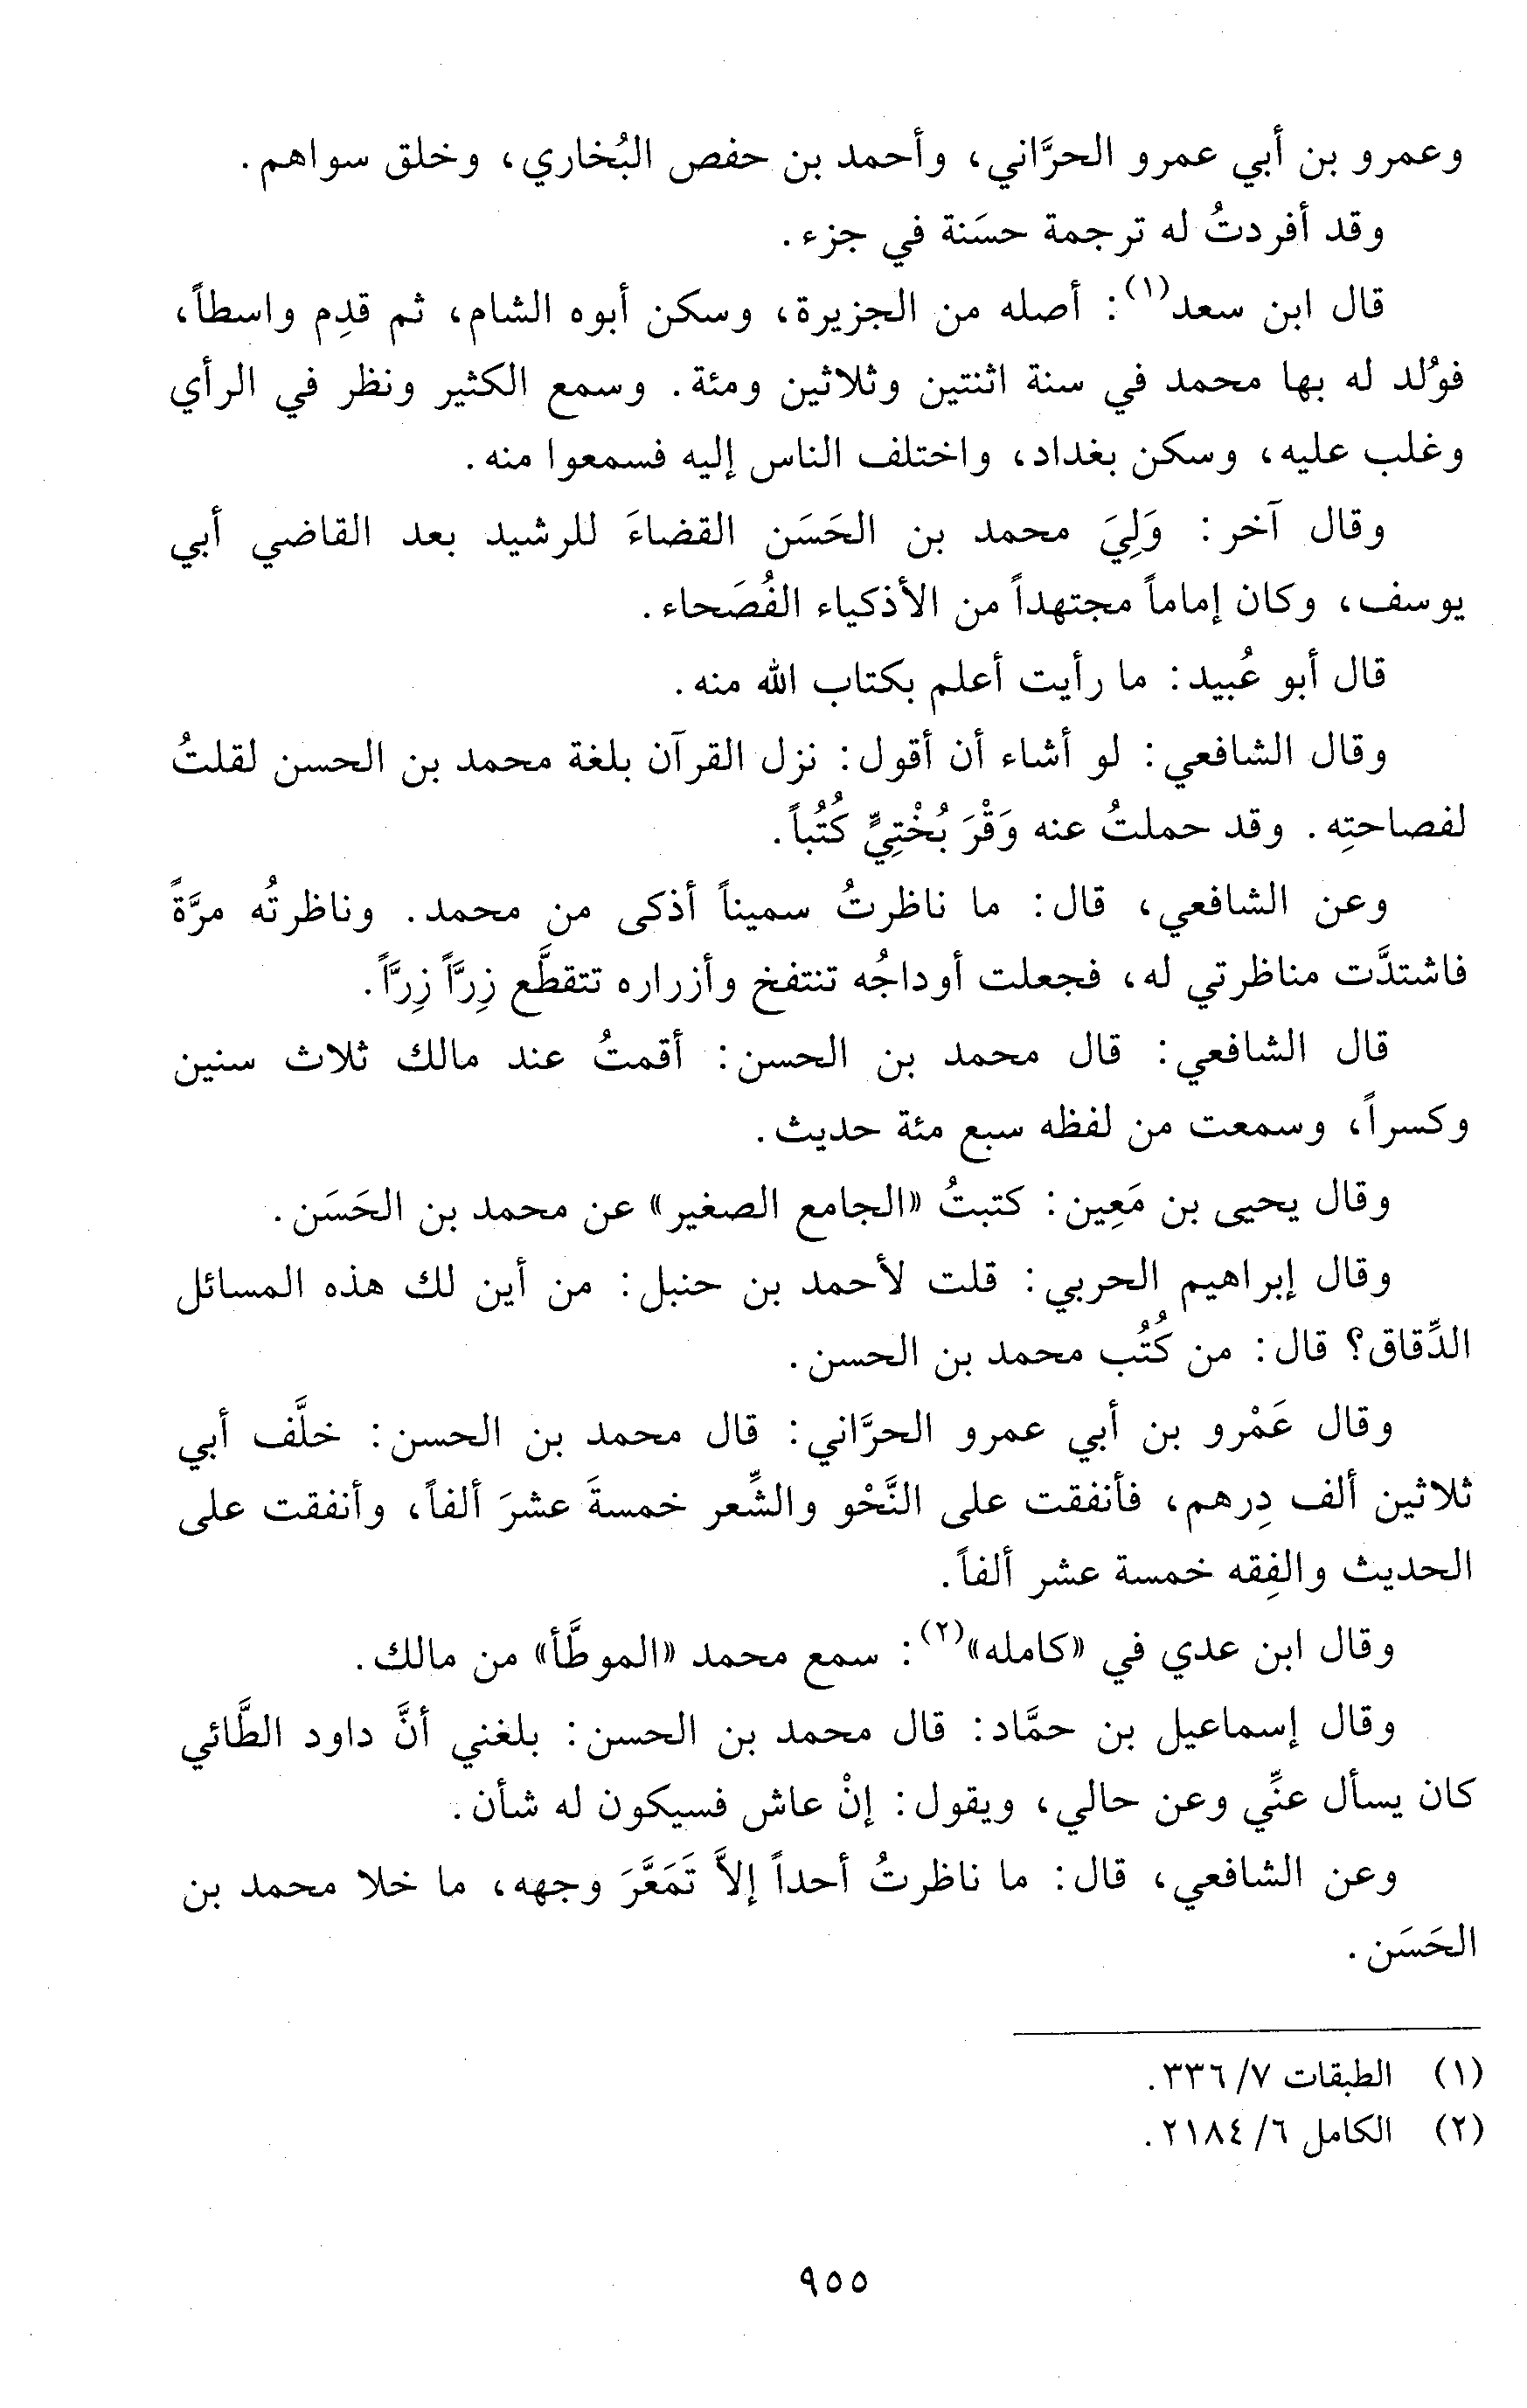 وعمرو بن أبي عمرو الحرَّاني، وأحمد بن حفص البُخاري، وخلق سواهم.
وقد أفردتُ له ترجمة حسَنة في جزء.
قال ابن سعد(١): أصله من الجزيرة، وسكن أبوه الشام، ثم قدِم واسطاً،
فوُلد له بها محمد في سنة اثنتين وثلاثين ومئة. وسمع الكثير ونظر في الرأي
وغلب عليه، وسكن بغداد، واختلف الناس إليه فسمعوا منه.
وقال آخر: وَلِيَ محمد بن الحَسَن القضاءَ للرشيد بعد القاضي أبي
يوسف، وكان إماماً مجتهداً من الأذكياء الفُصَحاء.
قال أبو عُبيد: ما رأيت أعلم بكتاب الله منه.
وقال الشافعي: لو أشاء أن أقول: نزل القرآن بلغة محمد بن الحسن لقلتُ
لفصاحتِه. وقد حملتُ عنه وَقْرَ بُخْتِيٍّ كُتُباً.
وعن الشافعي، قال: ما ناظرتُ سميناً أذكى من محمد. وناظرتُه مرَّةً
فاشتدَّت مناظرتي له، فجعلت أوداجُه تنتفخ وأزراره تتقطَّع زِرَّاً زِرَّاً.
قال الشافعي: قال محمد بن الحسن: أقمتُ عند مالك ثلاث سنين
وكسراً، وسمعت من لفظه سبع مئة حديث.
وقال يحيى بن مَعِين: كتبتُ «الجامع الصغير» عن محمد بن الحَسَن.
وقال إبراهيم الحربي: قلت لأحمد بن حنبل: من أين لك هذه المسائل
الدِّقاق؟ قال: من كُتُب محمد بن الحسن.
وقال عَمْرو بن أبي عمرو الحرَّاني: قال محمد بن الحسن: خلَّف أبي
ثلاثين ألف دِرهم، فأنفقت على النَّحْو والشِّعر خمسةَ عشرَ ألفاً، وأنفقت على
الحديث والفِقه خمسة عشر ألفاً.
وقال ابن عدي في «كامله»(٢): سمع محمد «الموطَّأ» من مالك.
وقال إسماعيل بن حمَّاد: قال محمد بن الحسن: بلغني أنَّ داود الطَّائي
كان يسأل عنِّي وعن حالي، ويقول: إنْ عاش فسيكون له شأن.
وعن الشافعي، قال: ما ناظرتُ أحداً إلاَّ تَمَعَّرَ وجهه، ما خلا محمد بن
الحَسَن.
(١) الطبقات ٧/ ٣٣٦.
(٢) الكامل ٦/ ٢١٨٤.
٩٥٥